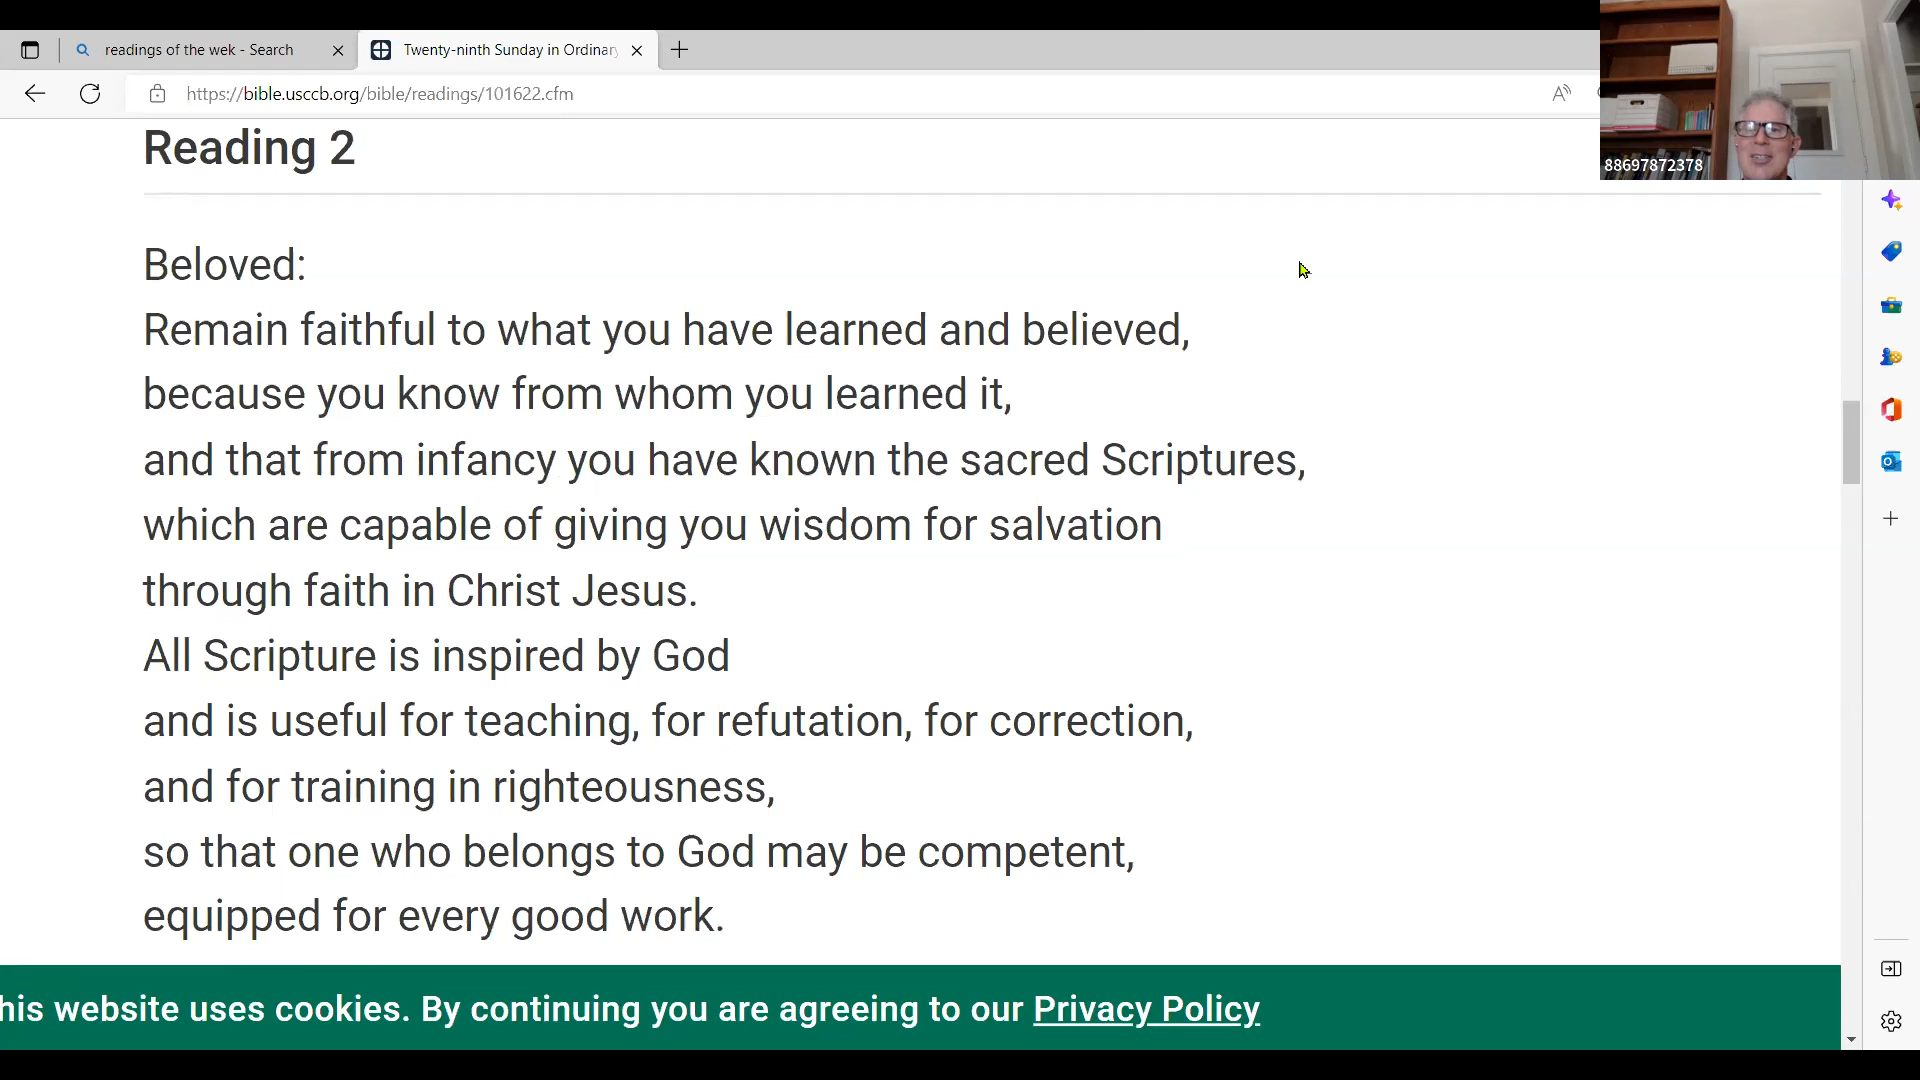 readings of the wek - Search
Twenty-ninth Sunday in Ordinar
https://bible.usccb.org/bible/readings/101622.cfm
88697872378
Reading 2
Beloved:
Remain faithful to what you have learned and believed,
because you know from whom you learned it,
and that from infancy you have known the sacred Scriptures,
which are capable of giving you wisdom for salvation
through faith in Christ Jesus.
All Scripture is inspired by God
and is useful for teaching, for refutation, for correction,
and for training in righteousness,
so that one who belongs to God may be competent,
equipped for every good work.
his website uses cookies. By continuing you are agreeing to our Privacy Policy